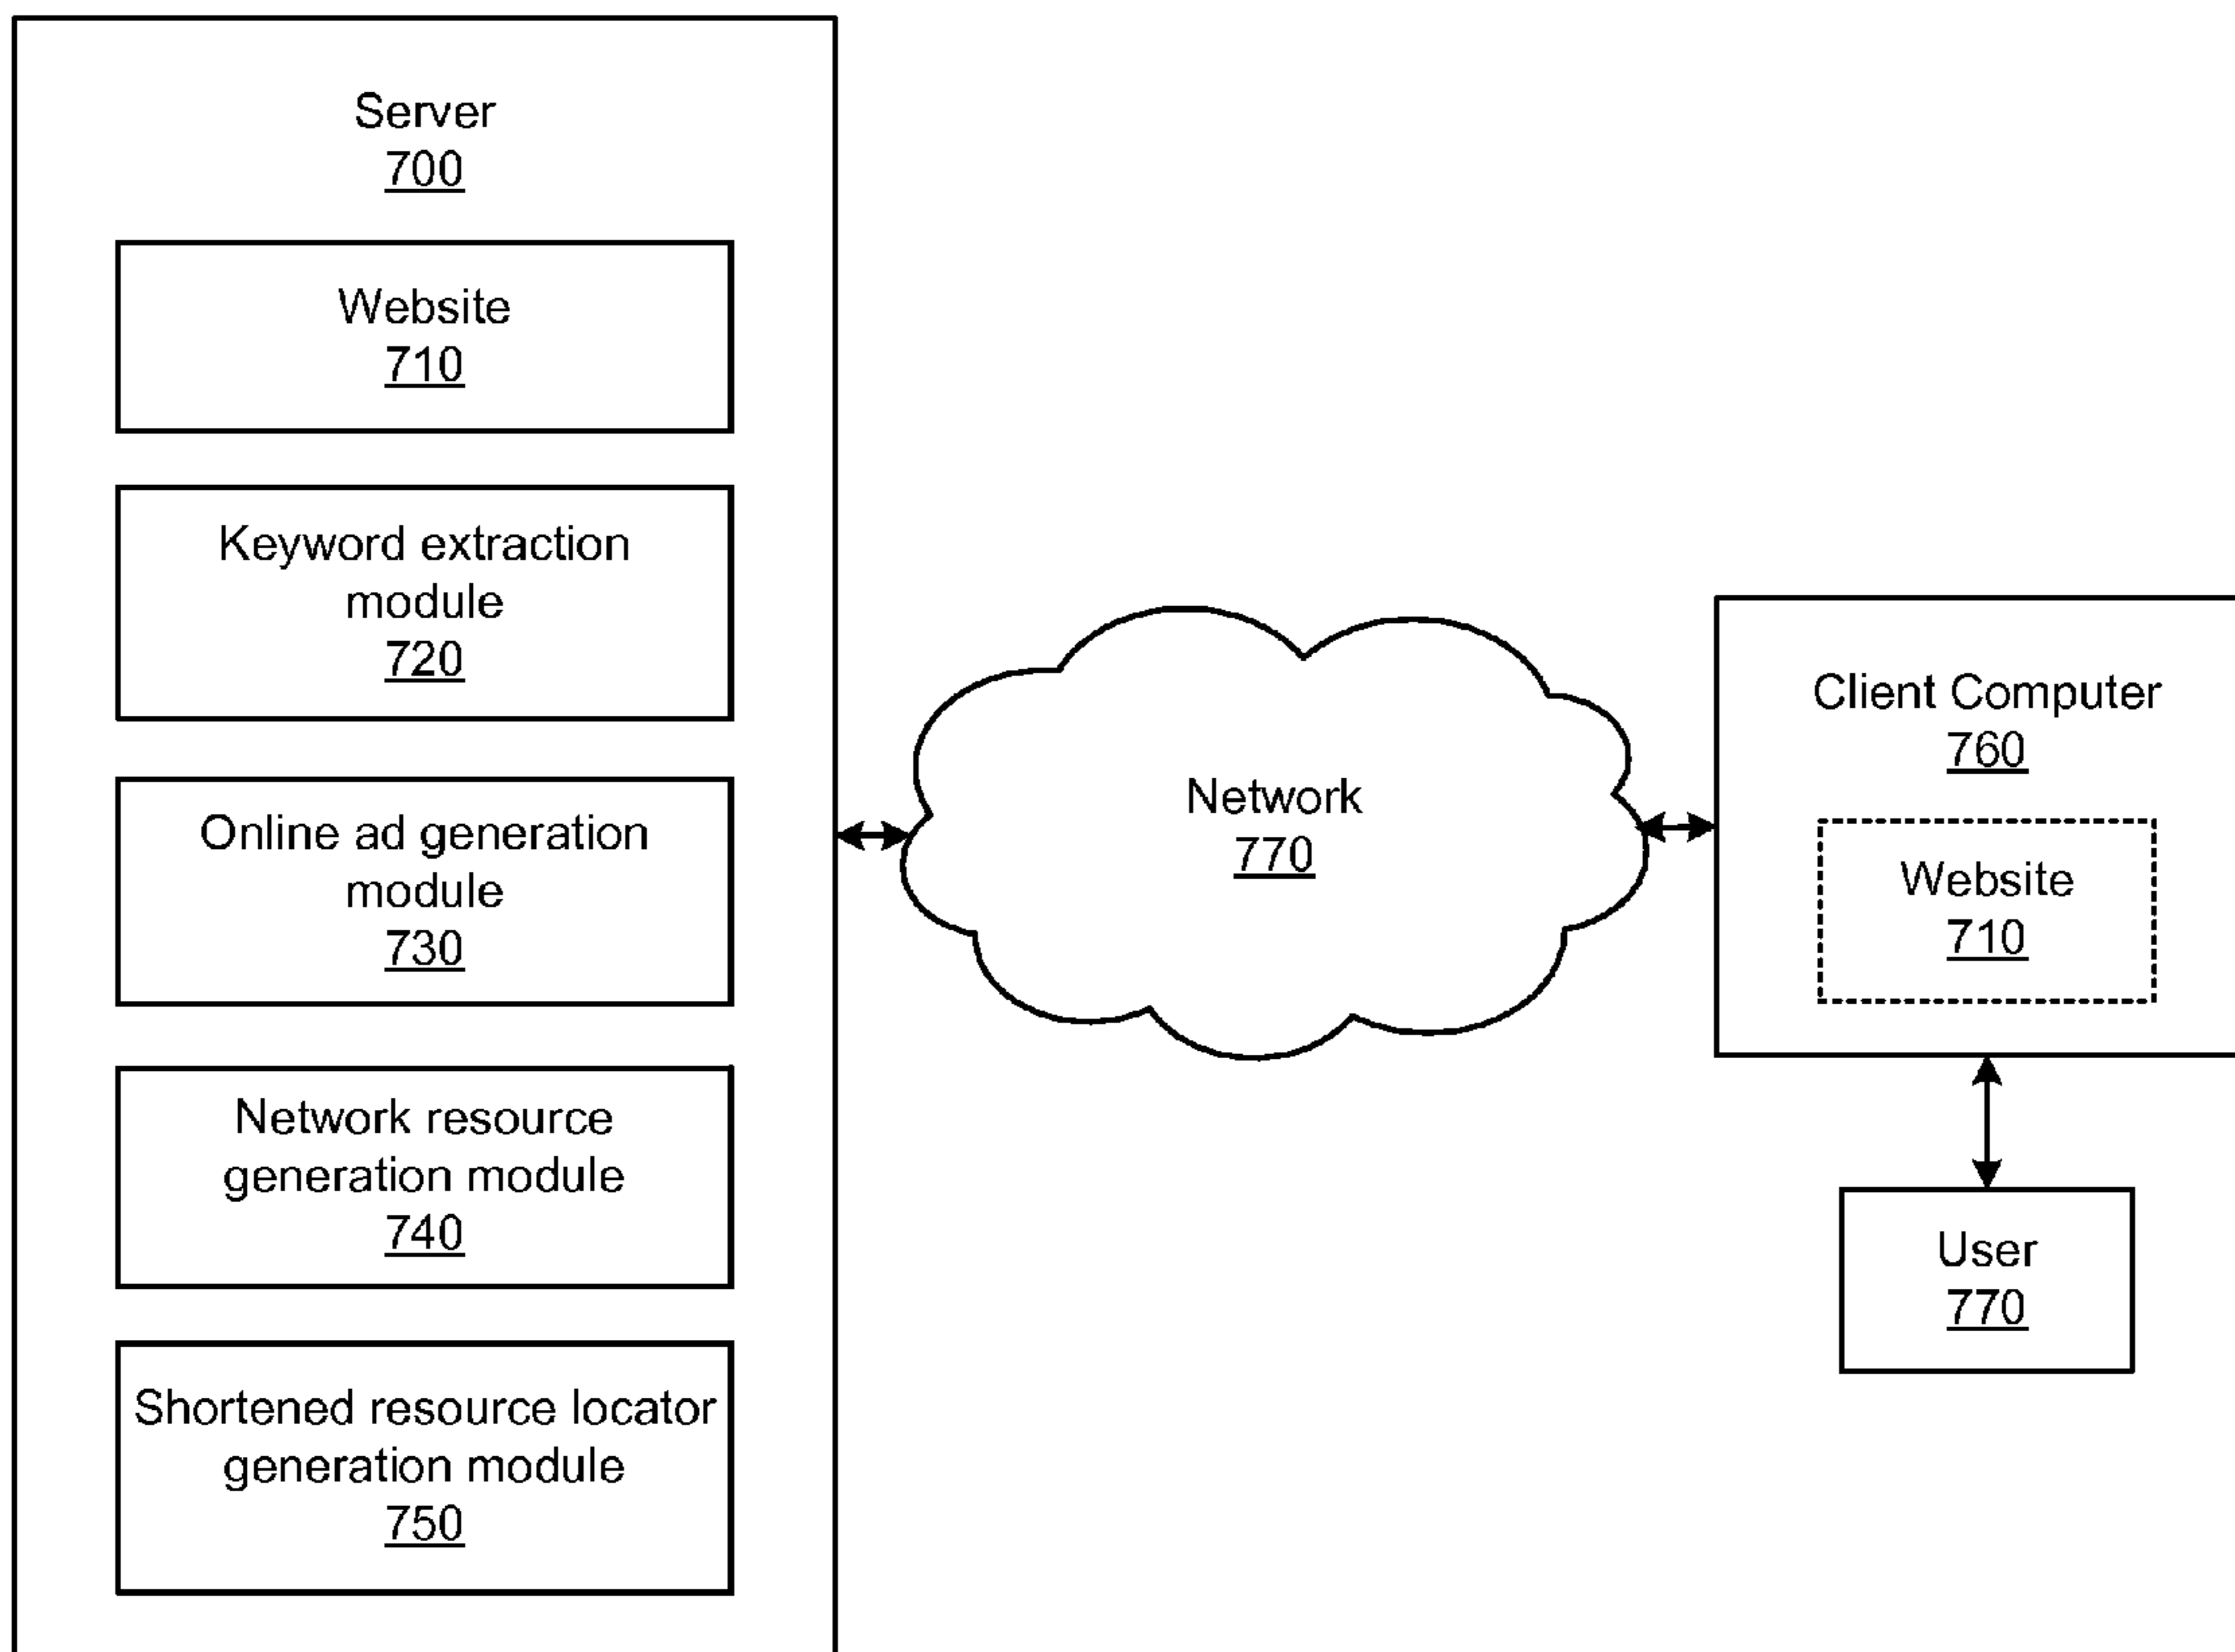 Server
700
Website
710
Keyword extraction
module
720
Online ad generation
module
730
Network resource
generation module
740
Shortened resource locator
generation module
750
Network
770
Client Computer
760
Website
710
User
770